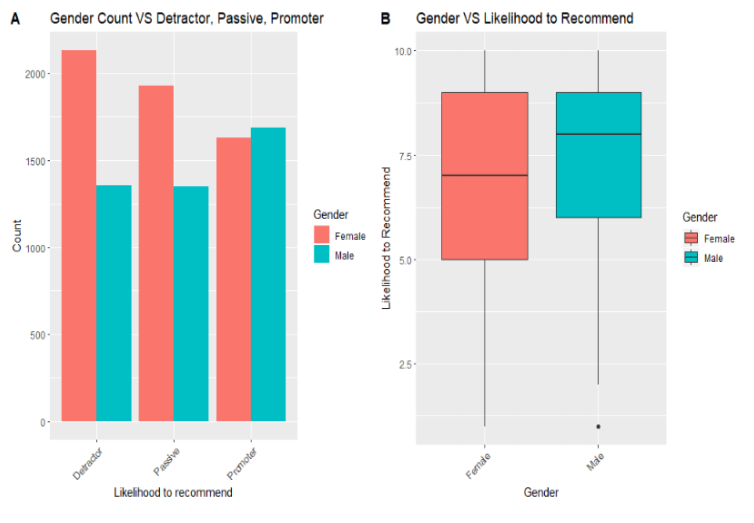 A
Gender Count VS Detractor, Passive, Promoter
2000
1500
1000
500
0
Count
Detractor
Passive
Promoter
Likelihood to recommend
Gender
Female
Male
B
Gender VS Likelihood to Recommend
10.0
7.5
5.0
2.5
Likelihood to Recommend
Female
Male
Gender
Gender
Female
Male